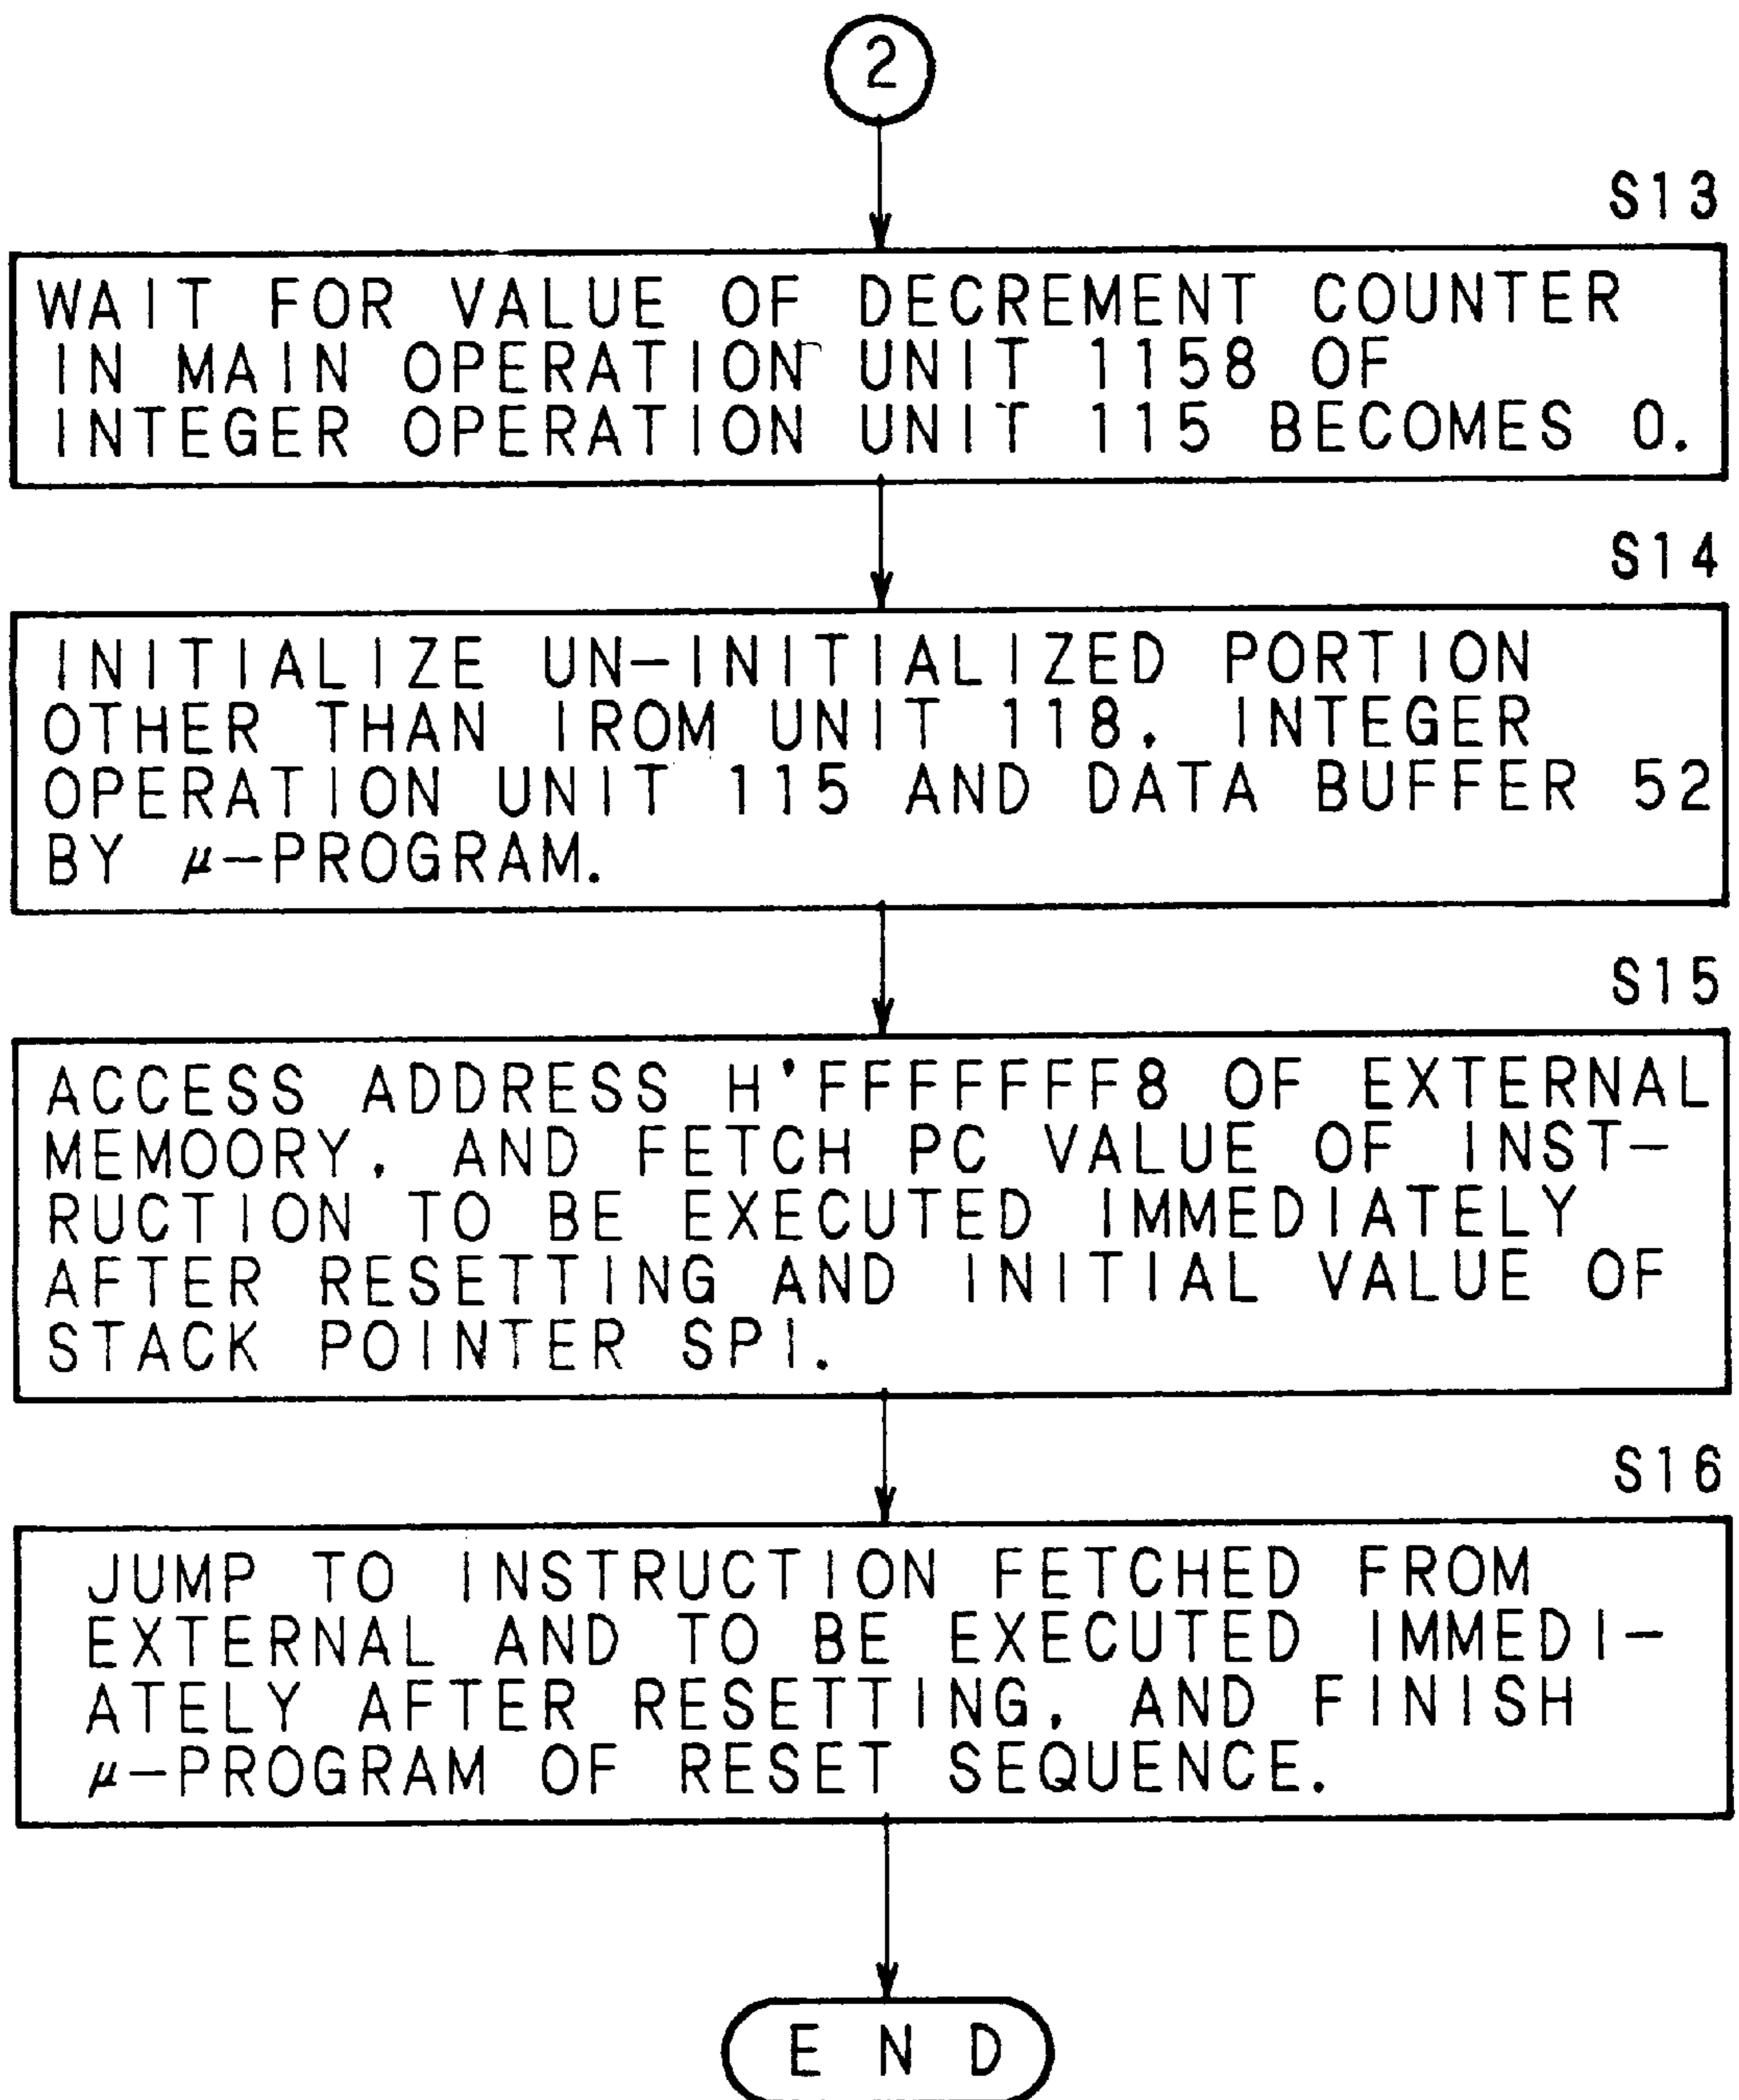 2
S13
WAIT FOR VALUE OF DECREMENT COUNTER
IN MAIN OPERATION UNIT 1158 OF
INTEGER OPERATION UNIT 115 BECOMES 0.
S14
INITIALIZE UN-INITIALIZED PORTION
OTHER THAN IROM UNIT 118. INTEGER
OPERATION UNIT 115 AND DATA BUFFER 52
BY μ-PROGRAM.
S15
ACCESS ADDRESS H'FFFFFFF8 OF EXTERNAL
MEMOORY. AND FETCH PC VALUE OF INST-
RUCTION TO BE EXECUTED IMMEDIATELY
AFTER RESETTING AND INITIAL VALUE OF
STACK POINTER SPI.
S16
JUMP TO INSTRUCTION FETCHED FROM
EXTERNAL AND TO BE EXECUTED IMMEDI-
ATELY AFTER RESETTING. AND FINISH
μ-PROGRAM OF RESET SEQUENCE.
END